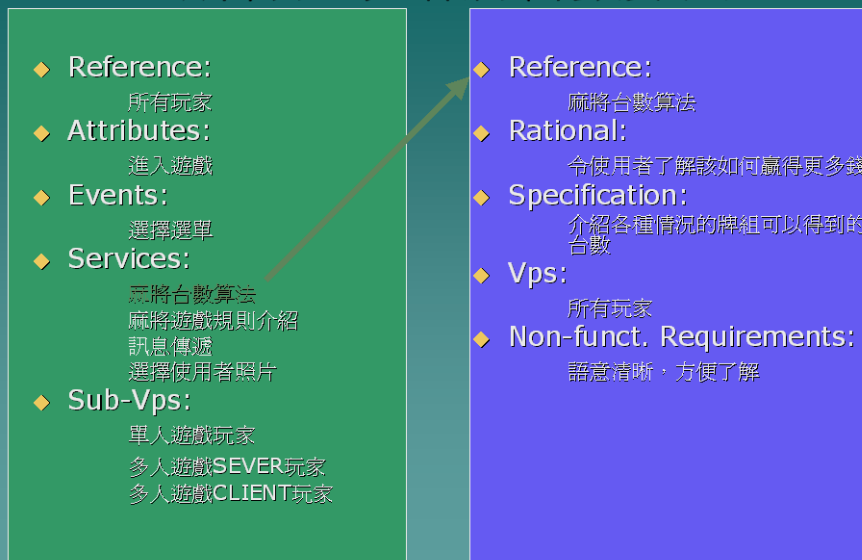 Reference:
所有玩家
Attributes:
進入遊戲
Events:
選擇選單
Services:
麻將台數算法
麻將遊戲規則介紹
訊息傳遞
選擇使用者照片
Sub-Vps:
單人遊戲玩家
多人遊戲SEVER玩家
多人遊戲CLIENT玩家
Reference:
麻將台數算法
Rational:
令使用者了解該如何贏得更多錢
Specification:
介紹各種情況的牌組可以得到的
台數
Vps:
所有玩家
Non-funct. Requirements:
語意清晰，方便了解